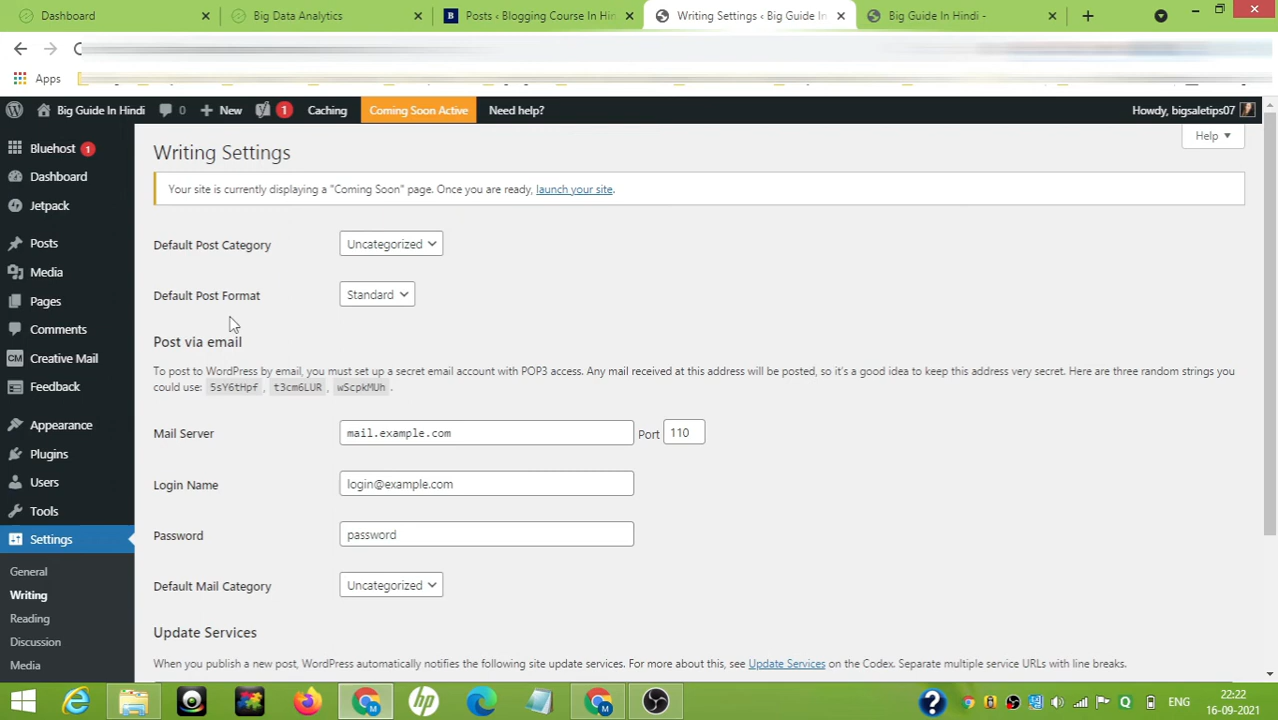 Dashboard
Big Data Analytics
Posts ‹ Blogging Course In Hin
Writing Settings ‹ Big Guide In
Big Guide In Hindi -
Apps
Big Guide In Hindi
0
New
1
Caching
Coming Soon Active
Need help?
Howdy, bigsaletips07
Bluehost 1
Dashboard
Jetpack
Posts
Media
Pages
Comments
CM Creative Mail
Feedback
Appearance
Plugins
Users
Tools
Settings
General
Writing
Reading
Discussion
Media
Help
Writing Settings
Your site is currently displaying a "Coming Soon" page. Once you are ready, launch your site.
Default Post Category
Uncategorized
Default Post Format
Standard
Post via email
To post to WordPress by email, you must set up a secret email account with POP3 access. Any mail received at this address will be posted, so it's a good idea to keep this address very secret. Here are three random strings you
could use: 5sY6tHpf , t3cm6LUR , wScpkMUh .
Mail Server
mail.example.com
Port 110
Login Name
login@example.com
Password
password
Default Mail Category
Uncategorized
Update Services
When you publish a new post, WordPress automatically notifies the following site update services. For more about this, see Update Services on the Codex. Separate multiple service URLs with line breaks.
ENG
22:22
16-09-2021